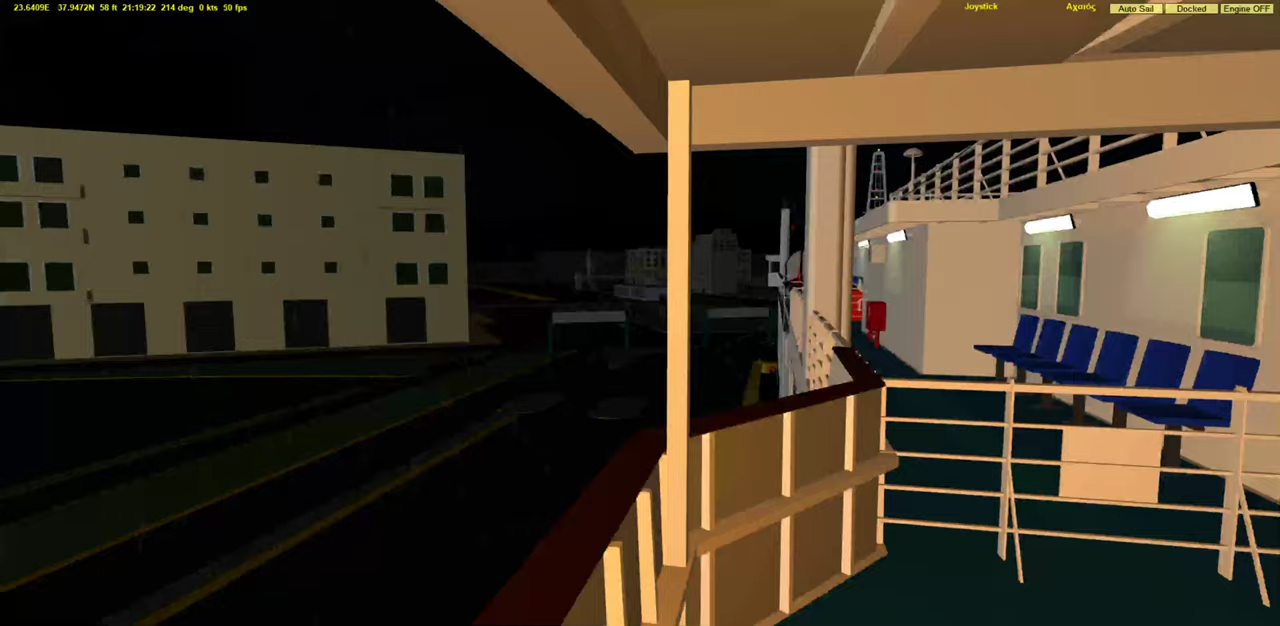 23.6409E 37.9472N 58 ft 21:19:22 214 deg 0 kts 50 fps
Joystick
Αχαιός
Auto Sail
Docked
Engine OFF